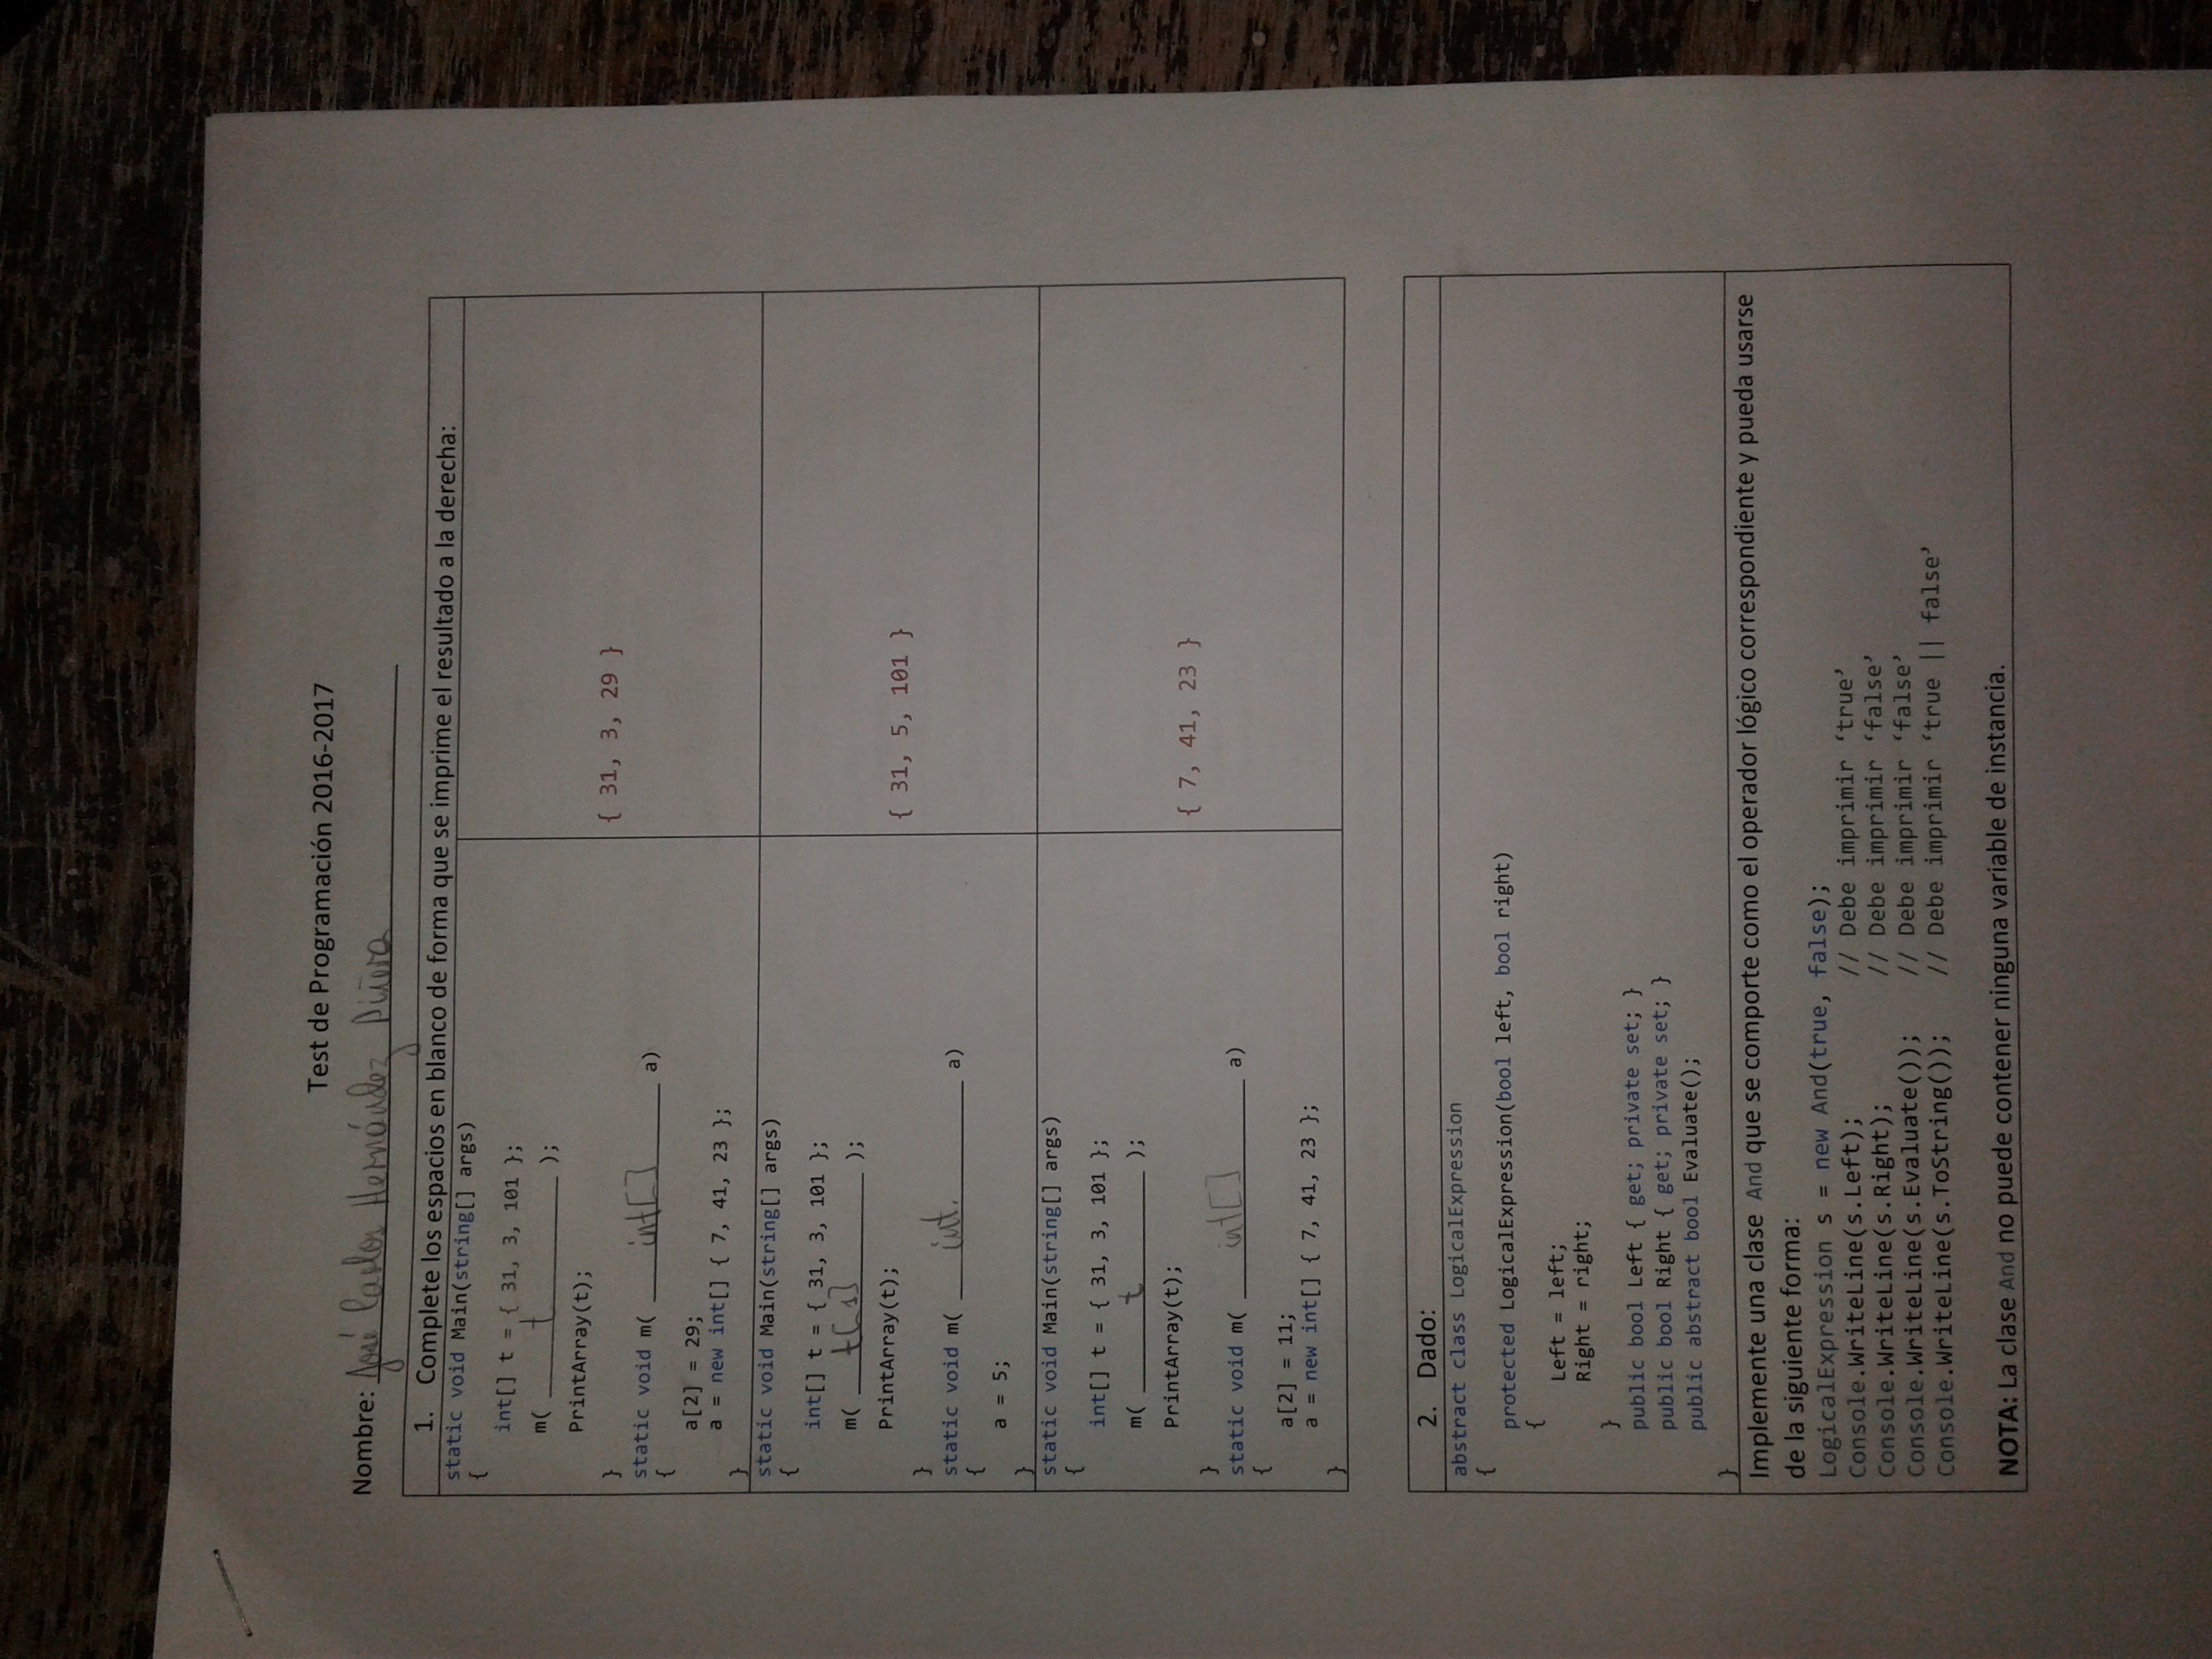 Test de Programación 2016-2017
Nombre: José Carlos Hernández Piñera
1. Complete los espacios en blanco de forma que se imprime el resultado a la derecha:
static void Main(string[] args)
{
int[] t = { 31, 3, 101 };
m( t );
PrintArray(t);
}
{ 31, 3, 29 }
static void m( int[] a)
{
a[2] = 29;
a = new int[] { 7, 41, 23 };
}
static void Main(string[] args)
{
int[] t = { 31, 3, 101 };
m( t[1] );
PrintArray(t);
{ 31, 5, 101 }
}
static void m( int. a)
{
a = 5;
}
static void Main(string[] args)
{
int[] t = { 31, 3, 101 };
m( t );
PrintArray(t);
{ 7, 41, 23 }
}
static void m( int[] a)
{
a[2] = 11;
a = new int[] { 7, 41, 23 };
}
2. Dado:
abstract class LogicalExpression
{
protected LogicalExpression(bool left, bool right)
{
Left = left;
Right = right;
}
public bool Left { get; private set; }
public bool Right { get; private set; }
public abstract bool Evaluate();
}
Implemente una clase And que se comporte como el operador lógico correspondiente y pueda usarse
de la siguiente forma:
LogicalExpression s = new And(true, false);
Console.WriteLine(s.Left); // Debe imprimir ‘true’
Console.WriteLine(s.Right); // Debe imprimir ‘false’
Console.WriteLine(s.Evaluate()); // Debe imprimir ‘false’
Console.WriteLine(s.ToString()); // Debe imprimir ‘true || false’
NOTA: La clase And no puede contener ninguna variable de instancia.